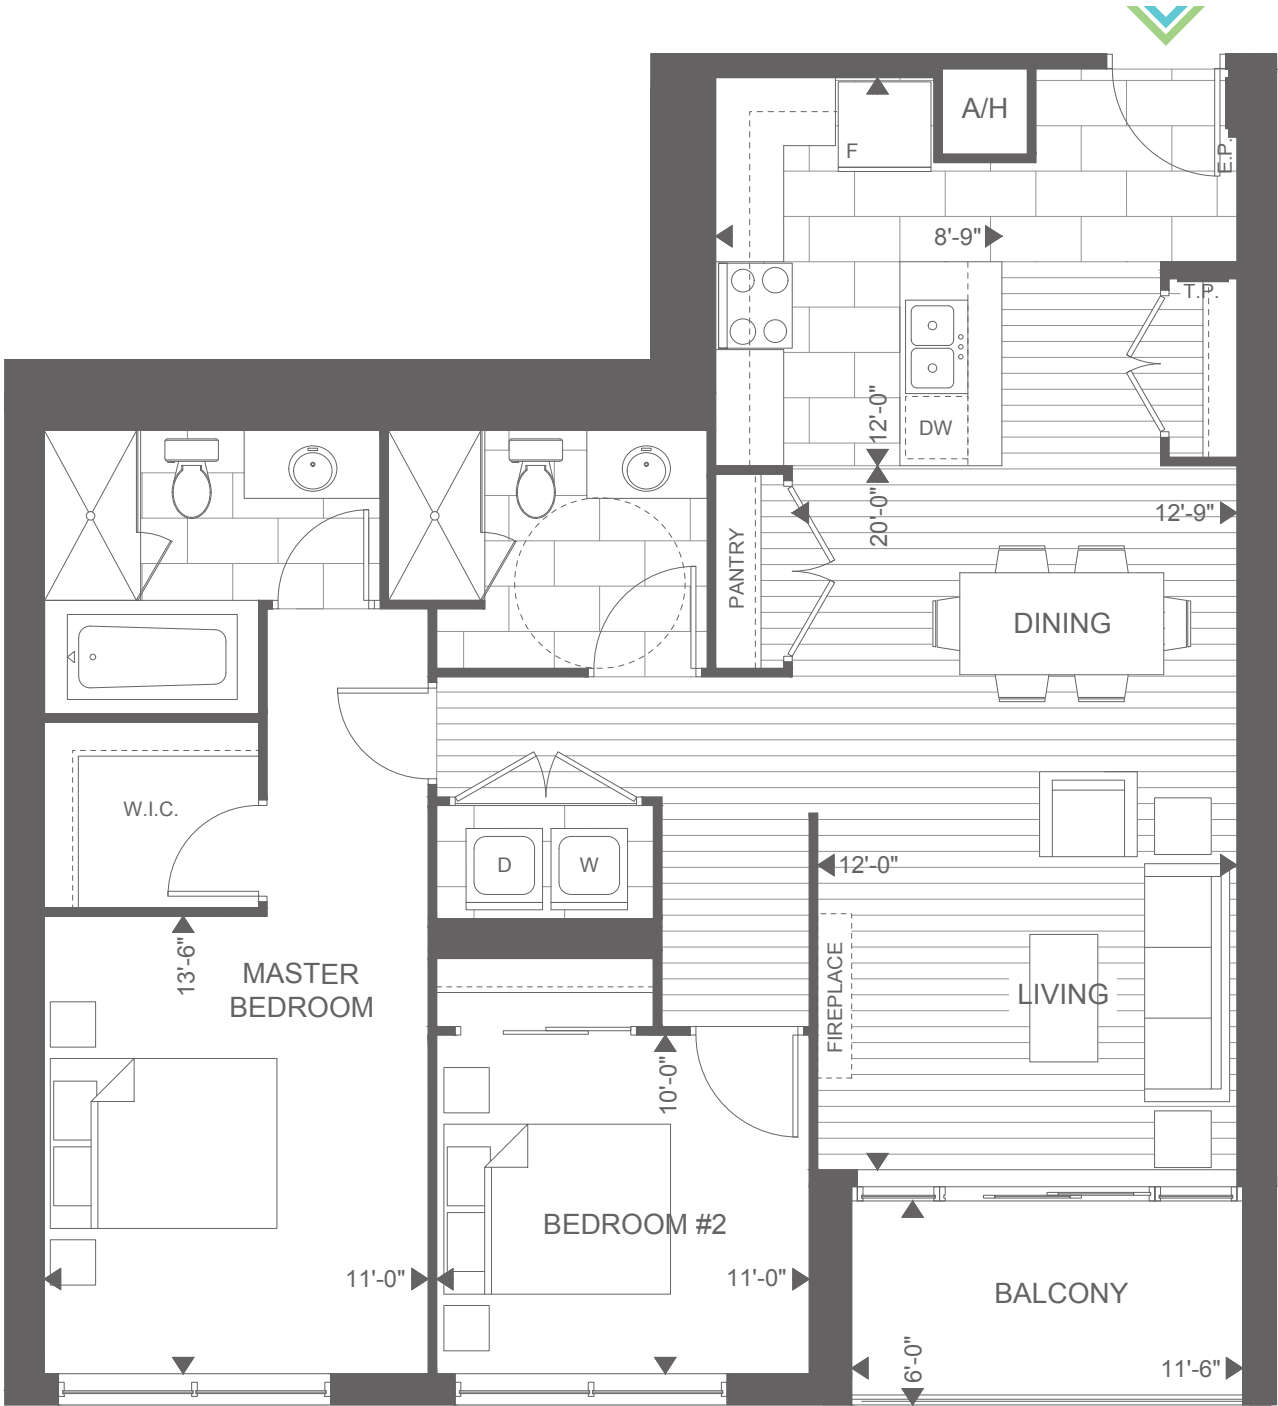 A/H
F
E.P.
8'-9"
T.P.
12'-0"
DW
20'-0"
12'-9"
PANTRY
DINING
W.I.C.
D
W
12'-0"
13'-6"
MASTER
BEDROOM
FIREPLACE
LIVING
10'-0"
BEDROOM #2
11'-0"
11'-0"
BALCONY
6'-0"
11'-6"